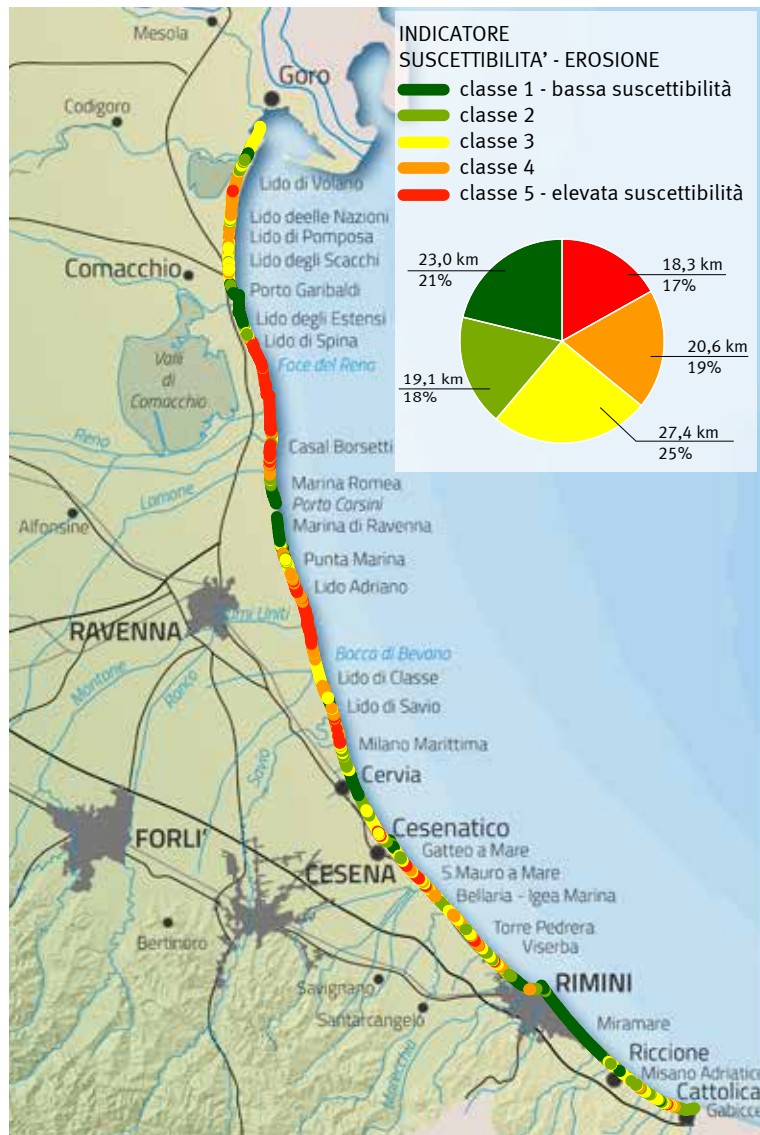 INDICATORE
SUSCETTIBILITA' - EROSIONE
classe 1 - bassa suscettibilità
classe 2
classe 3
classe 4
classe 5 - elevata suscettibilità
23,0 km
21%
18,3 km
17%
20,6 km
19%
19,1 km
18%
27,4 km
25%
Mesola
Goro
Codigoro
Lido di Volano
Lido deelle Nazioni
Lido di Pomposa
Lido degli Scacchi
Comacchio
Porto Garibaldi
Lido degli Estensi
Lido di Spina
Foce del Reno
Valle
di
Comacchio
Reno
Casal Borsetti
Lamone
Marina Romea
Porto Corsini
Alfonsine
Marina di Ravenna
Punta Marina
Lido Adriano
Uniti
RAVENNA
Bocca di Bevano
Montone
Ronco
Lido di Classe
Lido di Savio
Savio
Milano Marittima
Cervia
FORLI'
Cesenatico
Gatteo a Mare
CESENA
S.Mauro a Mare
Bellaria - Igea Marina
Bertinoro
Torre Pedrera
Viserba
Savignano
RIMINI
Santarcangelo
Miramare
Marecchia
Riccione
Misano Adriatico
Cattolica
Gabicce